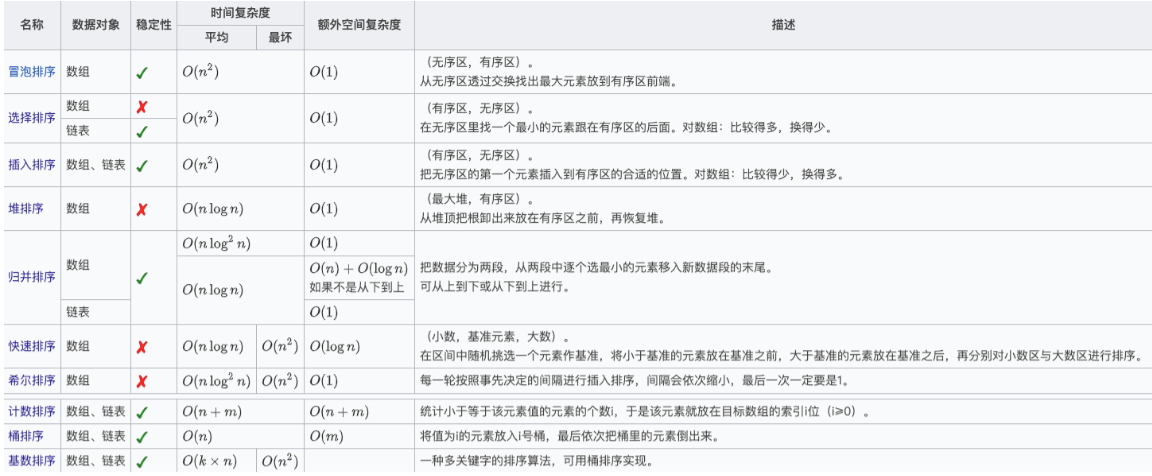 名称 数据对象 稳定性 时间复杂度 额外空间复杂度 描述
平均 最坏
冒泡排序 数组 ✓ O(n²) O(1) （无序区，有序区）。
从无序区透过交换找出最大元素放到有序区前端。
选择排序 数组 ✗ O(n²) O(1) （有序区，无序区）。
链表 ✓ 在无序区里找一个最小的元素跟在有序区的后面。对数组：比较得多，换得少。
插入排序 数组、链表 ✓ O(n²) O(1) （有序区，无序区）。
把无序区的第一个元素插入到有序区的合适的位置。对数组：比较得少，换得多。
堆排序 数组 ✗ O(n log n) O(1) （最大堆，有序区）。
从堆顶把根卸出来放在有序区之前，再恢复堆。
归并排序 数组 ✓ O(n log² n) O(1) 把数据分为两段，从两段中逐个选最小的元素移入新数据段的末尾。
O(n log n) O(n) + O(log n) 可从上到下或从下到上进行。
如果不是从下到上
链表 O(1)
快速排序 数组 ✗ O(n log n) O(n²) O(log n) （小数，基准元素，大数）。
在区间中随机挑选一个元素作基准，将小于基准的元素放在基准之前，大于基准的元素放在基准之后，再分别对小数区与大数区进行排序。
希尔排序 数组 ✗ O(n log² n) O(n²) O(1) 每一轮按照事先决定的间隔进行插入排序，间隔会依次缩小，最后一次一定要是1。
计数排序 数组、链表 ✓ O(n + m) O(n + m) 统计小于等于该元素值的元素的个数i，于是该元素就放在目标数组的索引i位（i⩾0）。
桶排序 数组、链表 ✓ O(n) O(m) 将值为i的元素放入i号桶，最后依次把桶里的元素倒出来。
基数排序 数组、链表 ✓ O(k × n) O(n²) 一种多关键字的排序算法，可用桶排序实现。